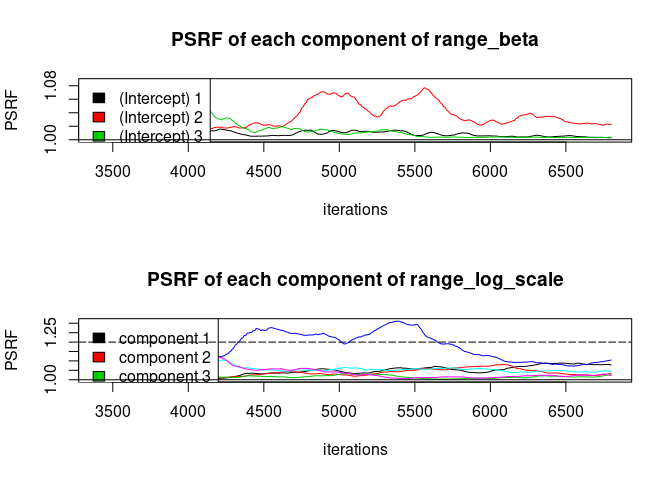 PSRF of each component of range_beta
PSRF
1.00 1.08
(Intercept) 1
(Intercept) 2
(Intercept) 3
3500 4000 4500 5000 5500 6000 6500
iterations
PSRF of each component of range_log_scale
PSRF
1.00 1.25
component 1
component 2
component 3
3500 4000 4500 5000 5500 6000 6500
iterations